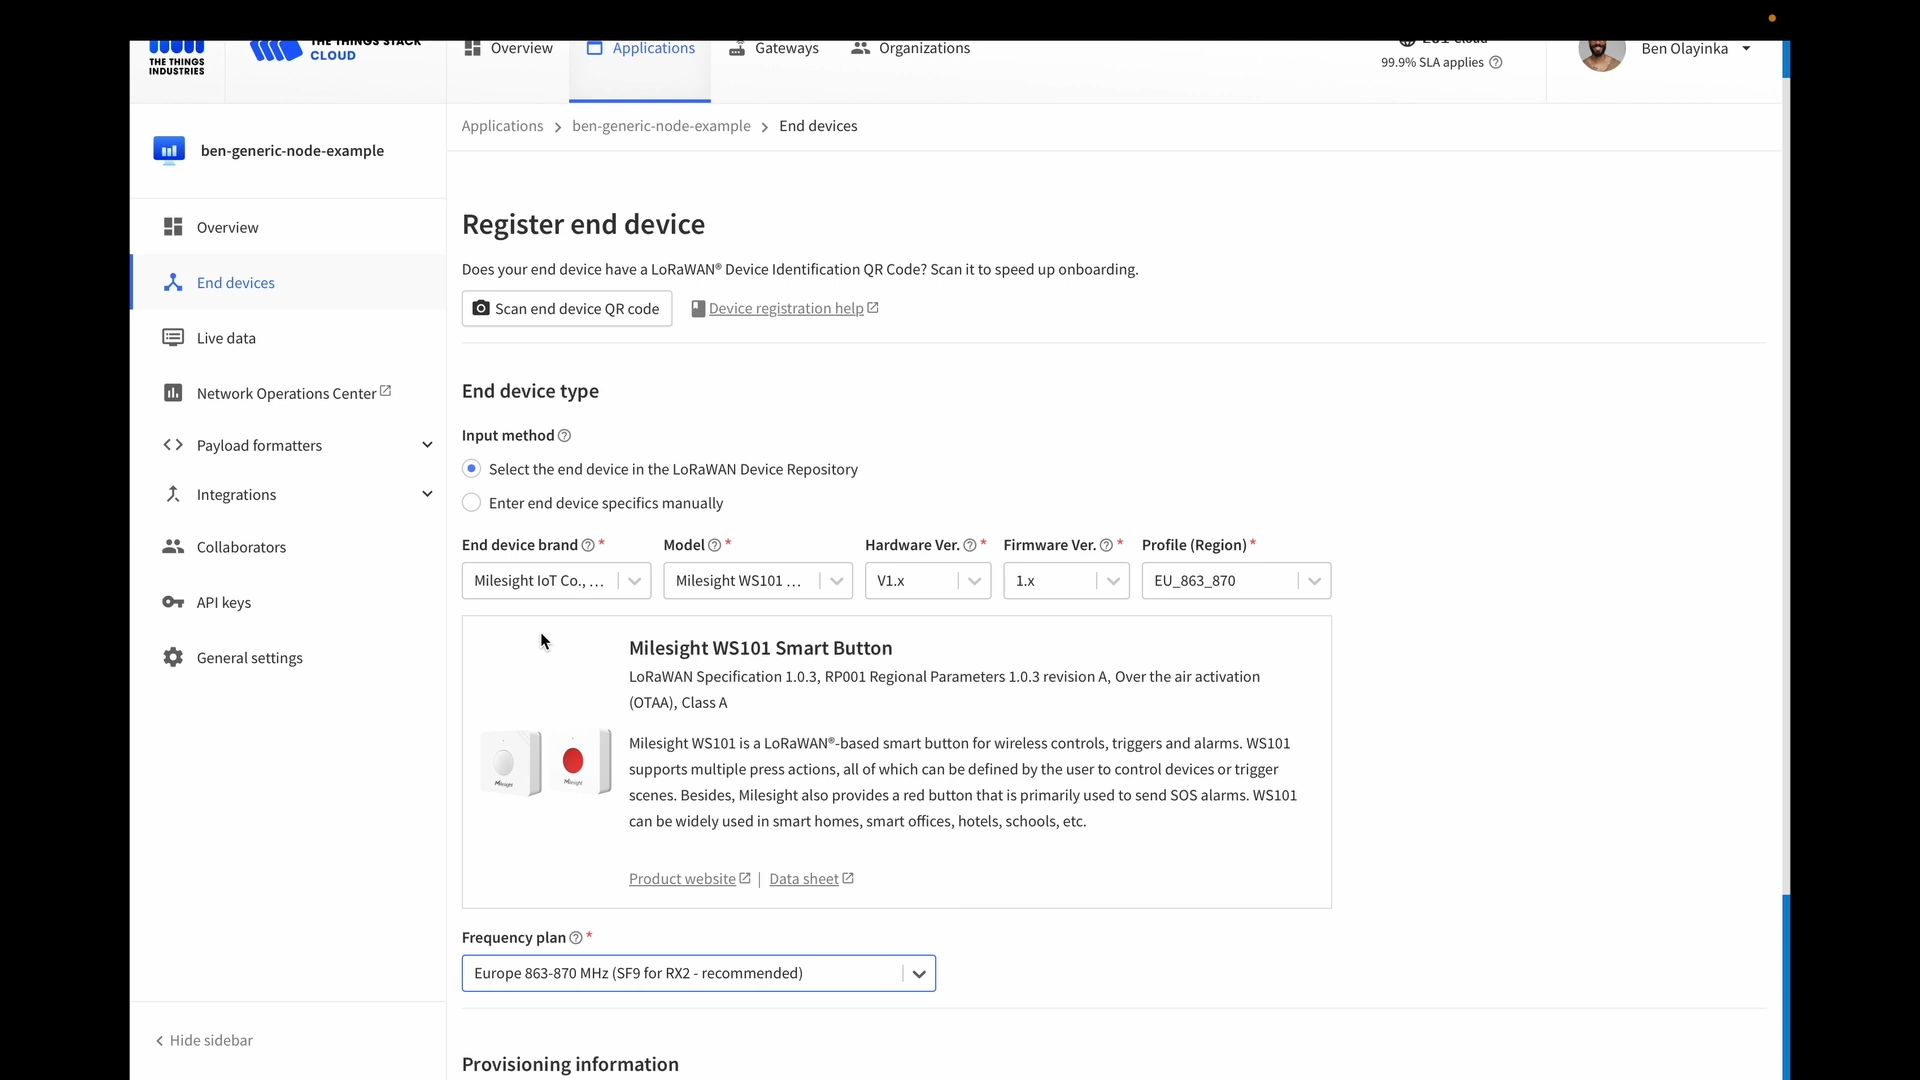 THE THINGS
INDUSTRIES
THE THINGS STACK
CLOUD
Overview
Applications
Gateways
Organizations
99.9% SLA applies
Ben Olayinka
ben-generic-node-example
Overview
End devices
Live data
Network Operations Center
Payload formatters
Integrations
Collaborators
API keys
General settings
Hide sidebar
Applications > ben-generic-node-example > End devices
Register end device
Does your end device have a LoRaWAN® Device Identification QR Code? Scan it to speed up onboarding.
Scan end device QR code
Device registration help
End device type
Input method
Select the end device in the LoRaWAN Device Repository
Enter end device specifics manually
End device brand * Model * Hardware Ver. * Firmware Ver. * Profile (Region) *
Milesight IoT Co., ... Milesight WS101 ... V1.x 1.x EU_863_870
Milesight WS101 Smart Button
LoRaWAN Specification 1.0.3, RP001 Regional Parameters 1.0.3 revision A, Over the air activation
(OTAA), Class A
Milesight WS101 is a LoRaWAN®-based smart button for wireless controls, triggers and alarms. WS101
supports multiple press actions, all of which can be defined by the user to control devices or trigger
scenes. Besides, Milesight also provides a red button that is primarily used to send SOS alarms. WS101
can be widely used in smart homes, smart offices, hotels, schools, etc.
Milesight Milesight
Product website | Data sheet
Frequency plan *
Europe 863-870 MHz (SF9 for RX2 - recommended)
Provisioning information